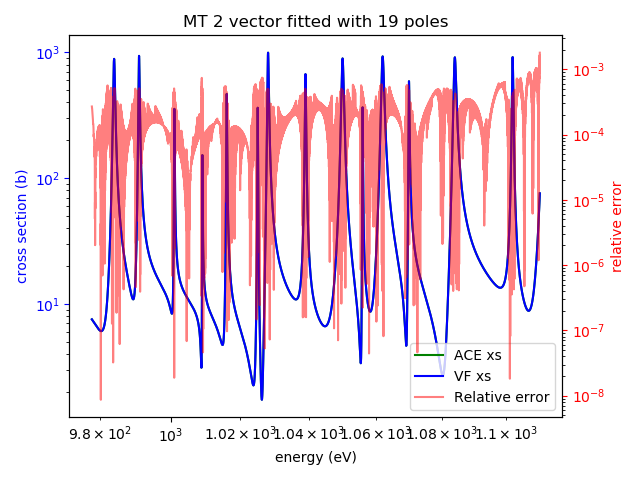 MT 2 vector fitted with 19 poles
10³
10²
10¹
cross section (b)
10⁻³
10⁻⁴
10⁻⁵
10⁻⁶
10⁻⁷
10⁻⁸
relative error
ACE xs
VF xs
Relative error
9.8 × 10² 10³ 1.02 × 10³ 1.04 × 10³ 1.06 × 10³ 1.08 × 10³ 1.1 × 10³
energy (eV)